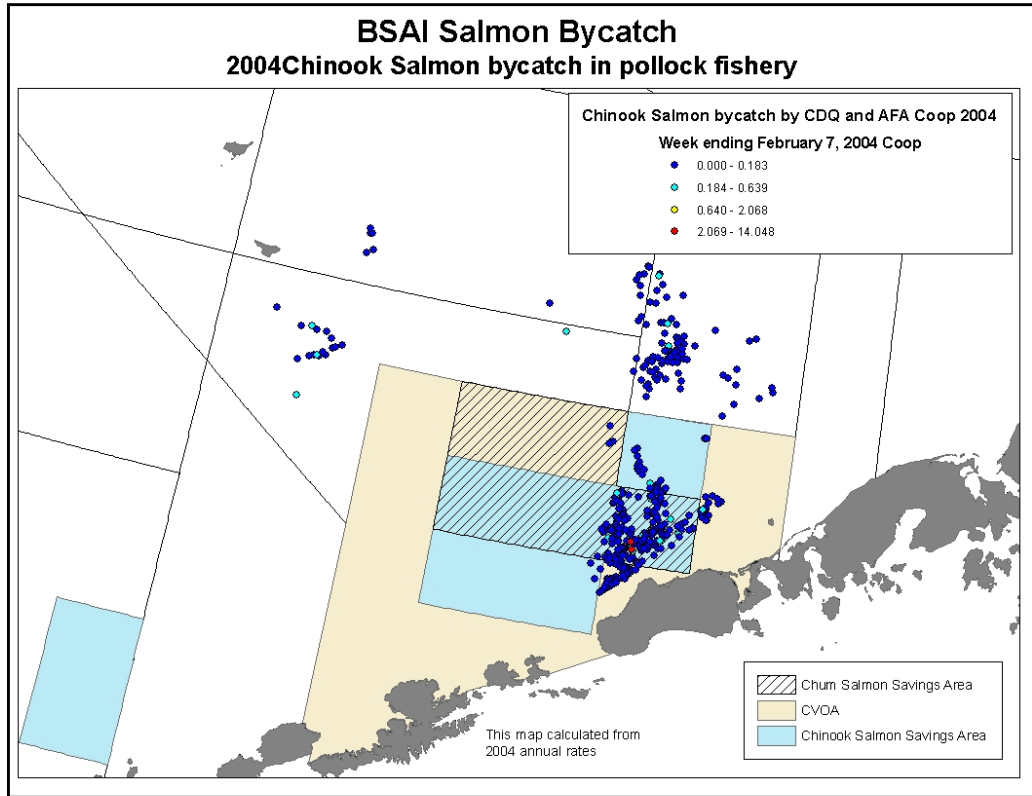 BSAI Salmon Bycatch
2004Chinook Salmon bycatch in pollock fishery
Chinook Salmon bycatch by CDQ and AFA Coop 2004
Week ending February 7, 2004 Coop
0.000 - 0.183
0.184 - 0.639
0.640 - 2.068
2.069 - 14.048
Chum Salmon Savings Area
CVOA
Chinook Salmon Savings Area
This map calculated from
2004 annual rates